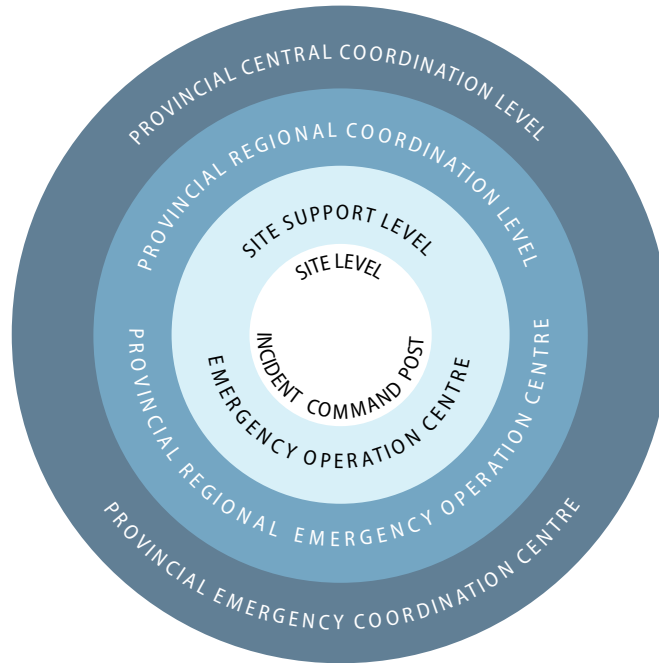 PROVINCIAL CENTRAL COORDINATION LEVEL
PROVINCIAL REGIONAL COORDINATION LEVEL
SITE SUPPORT LEVEL
SITE LEVEL
INCIDENT COMMAND POST
EMERGENCY OPERATION CENTRE
PROVINCIAL REGIONAL EMERGENCY OPERATION CENTRE
PROVINCIAL EMERGENCY COORDINATION CENTRE